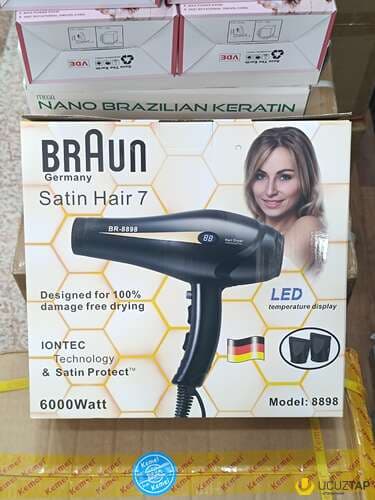 VDE
VDE
NANO BRAZILIAN KERATIN
BRAUN
Germany
Satin Hair 7
BR-8898
88
Designed for 100%
damage free drying
LED
temperature display
IONTEC
Technology
& Satin Protect™
6000Watt
Model: 8898
Kemei
UCUZTAP